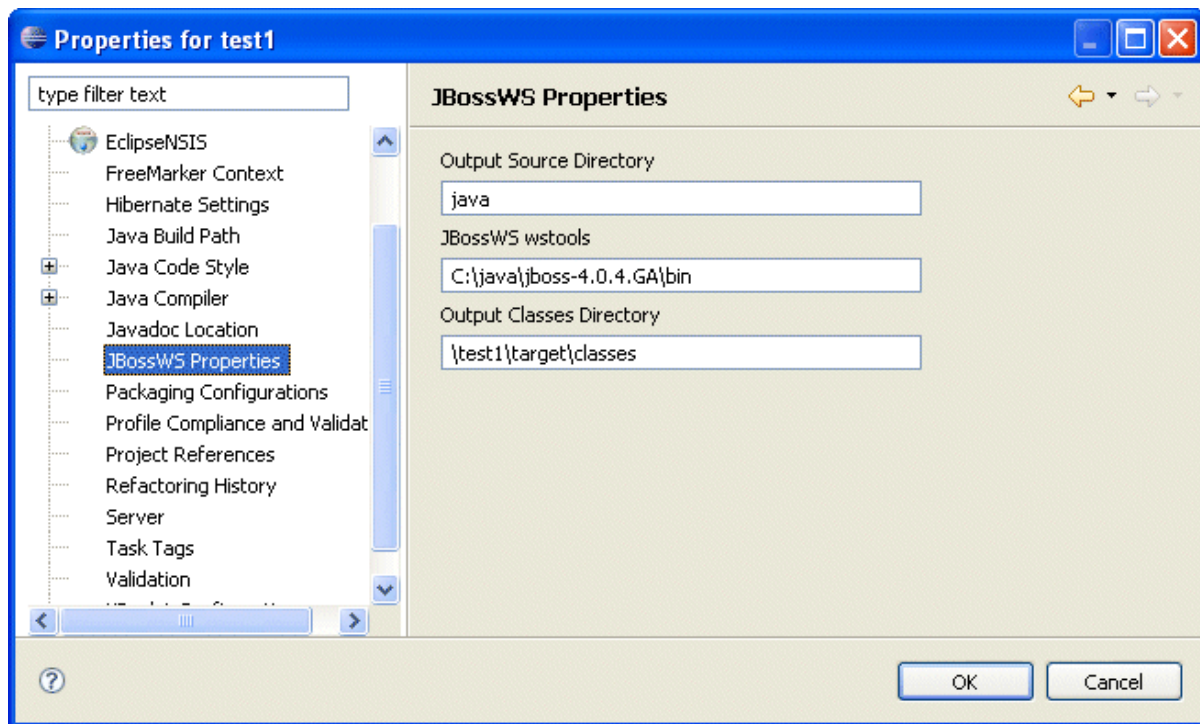 Properties for test1
type filter text
EclipseNSIS
FreeMarker Context
Hibernate Settings
Java Build Path
Java Code Style
Java Compiler
Javadoc Location
JBossWS Properties
Packaging Configurations
Profile Compliance and Validat
Project References
Refactoring History
Server
Task Tags
Validation
JBossWS Properties
Output Source Directory
java
JBossWS wstools
C:\java\jboss-4.0.4.GA\bin
Output Classes Directory
\test1\target\classes
OK
Cancel